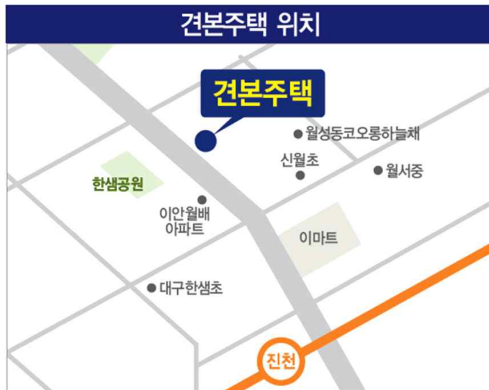 견본주택 위치
견본주택
월성동코오롱하늘채
신월초
월서중
한샘공원
이안월배
아파트
이마트
대구한샘초
진천